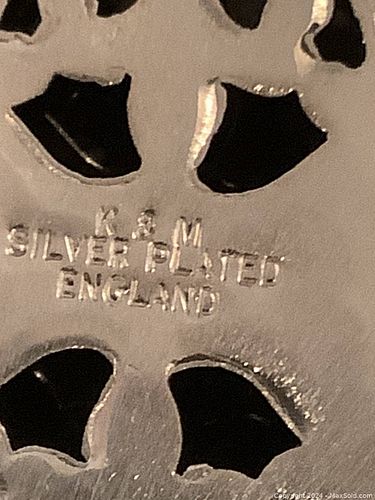 K & M
SILVER PLATED
ENGLAND
Copyright 2024 - MaxSold.com